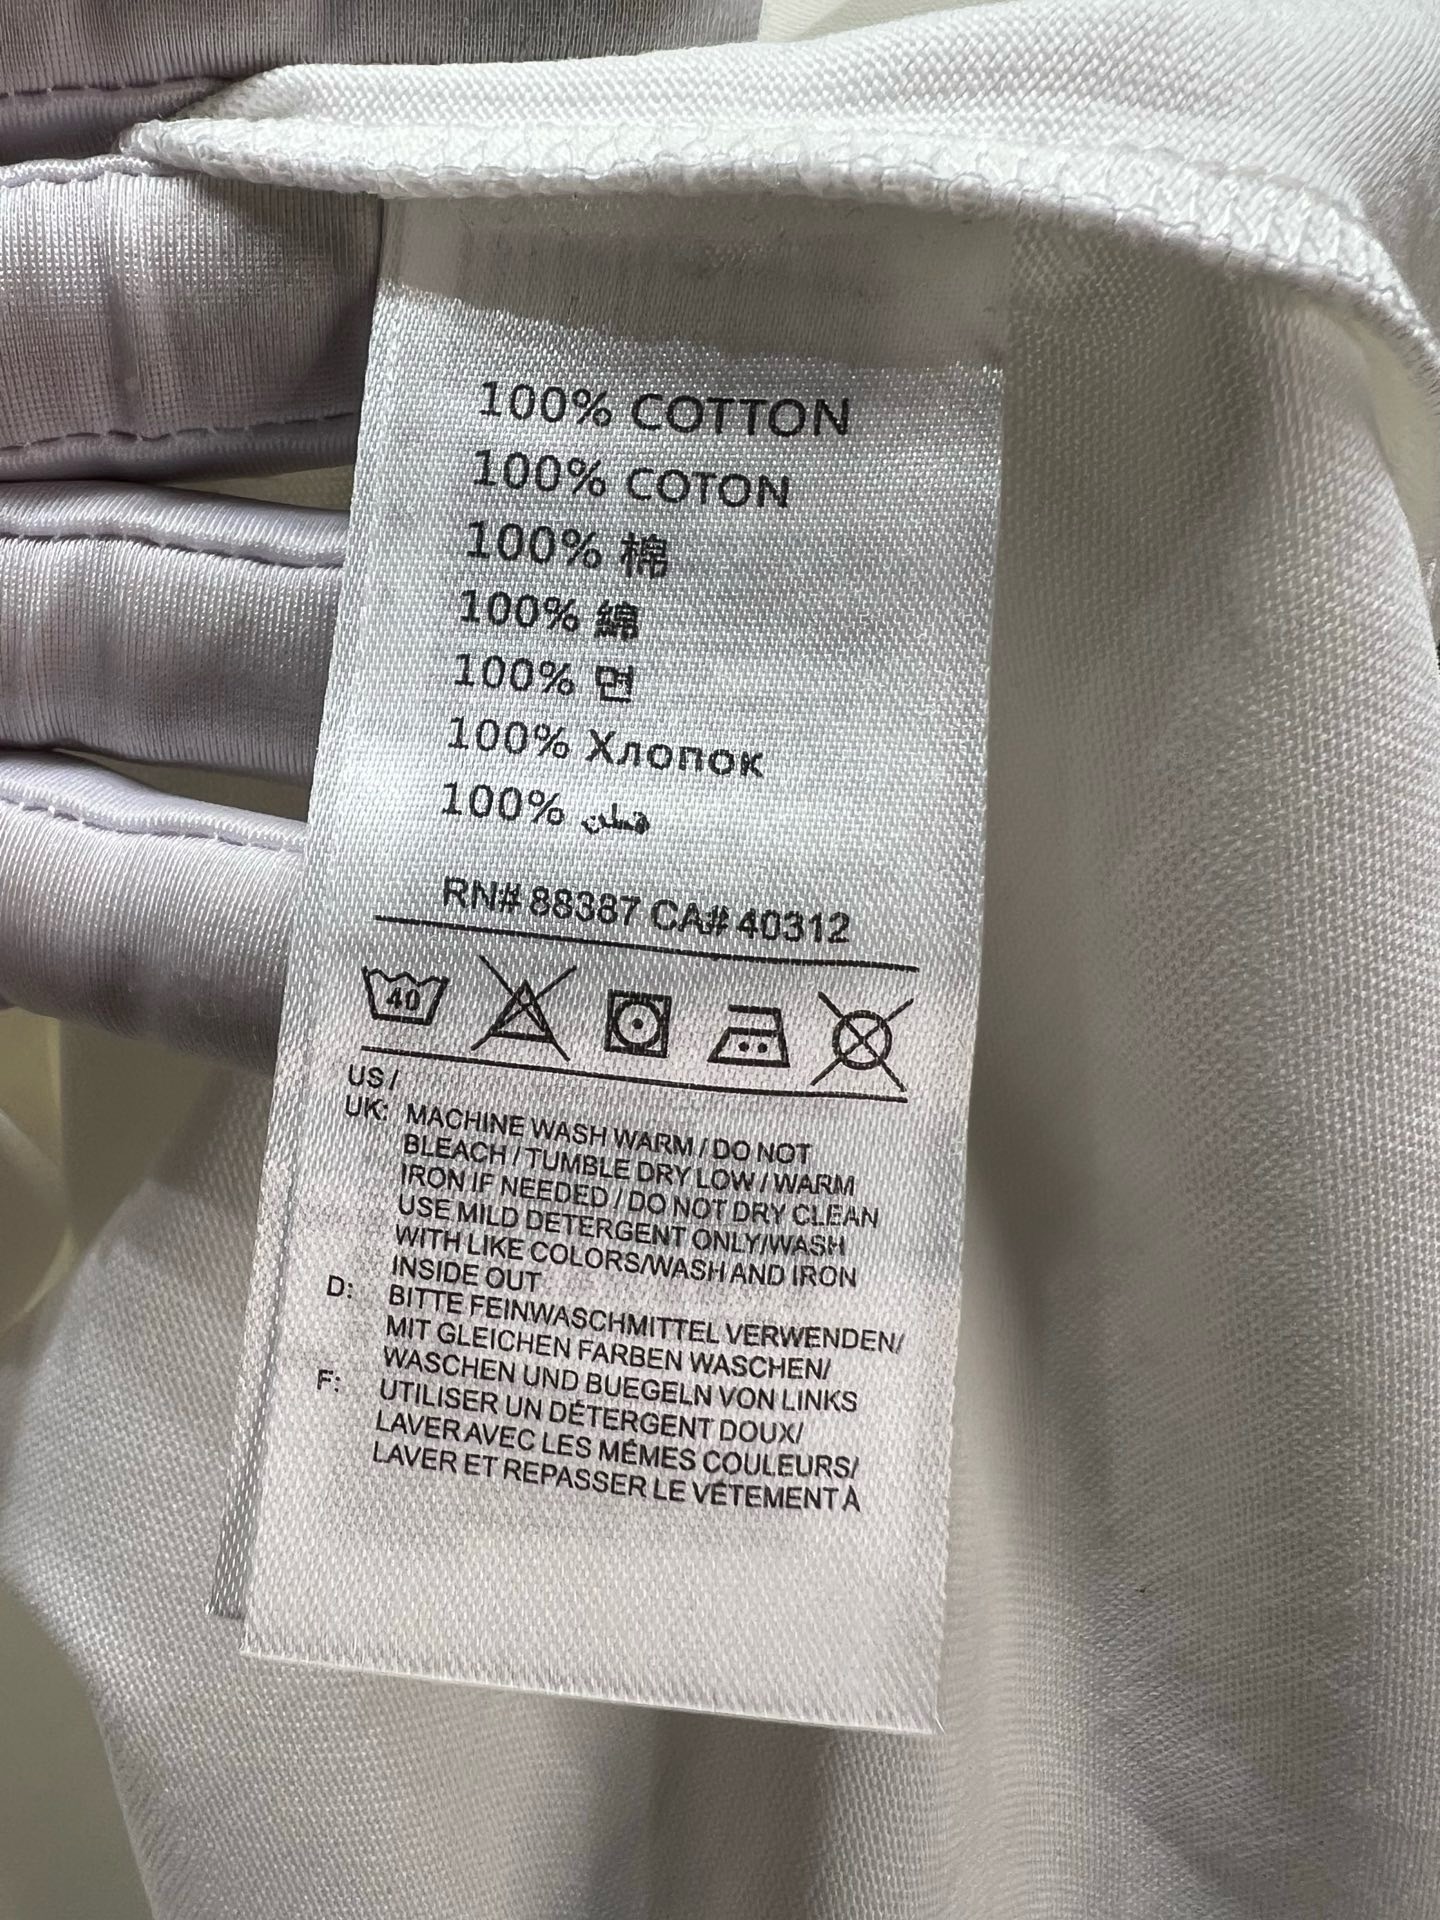 100% COTTON
100% COTON
100% 棉
100% 綿
100% 면
100% Хлопок
100% قطن
RN# 88387 CA# 40312
40
US /
UK: MACHINE WASH WARM / DO NOT
BLEACH / TUMBLE DRY LOW / WARM
IRON IF NEEDED / DO NOT DRY CLEAN
USE MILD DETERGENT ONLY/WASH
WITH LIKE COLORS/WASH AND IRON
INSIDE OUT
D: BITTE FEINWASCHMITTEL VERWENDEN/
MIT GLEICHEN FARBEN WASCHEN/
WASCHEN UND BUEGELN VON LINKS
F: UTILISER UN DÉTERGENT DOUX/
LAVER AVEC LES MÊMES COULEURS/
LAVER ET REPASSER LE VÉTEMENT À